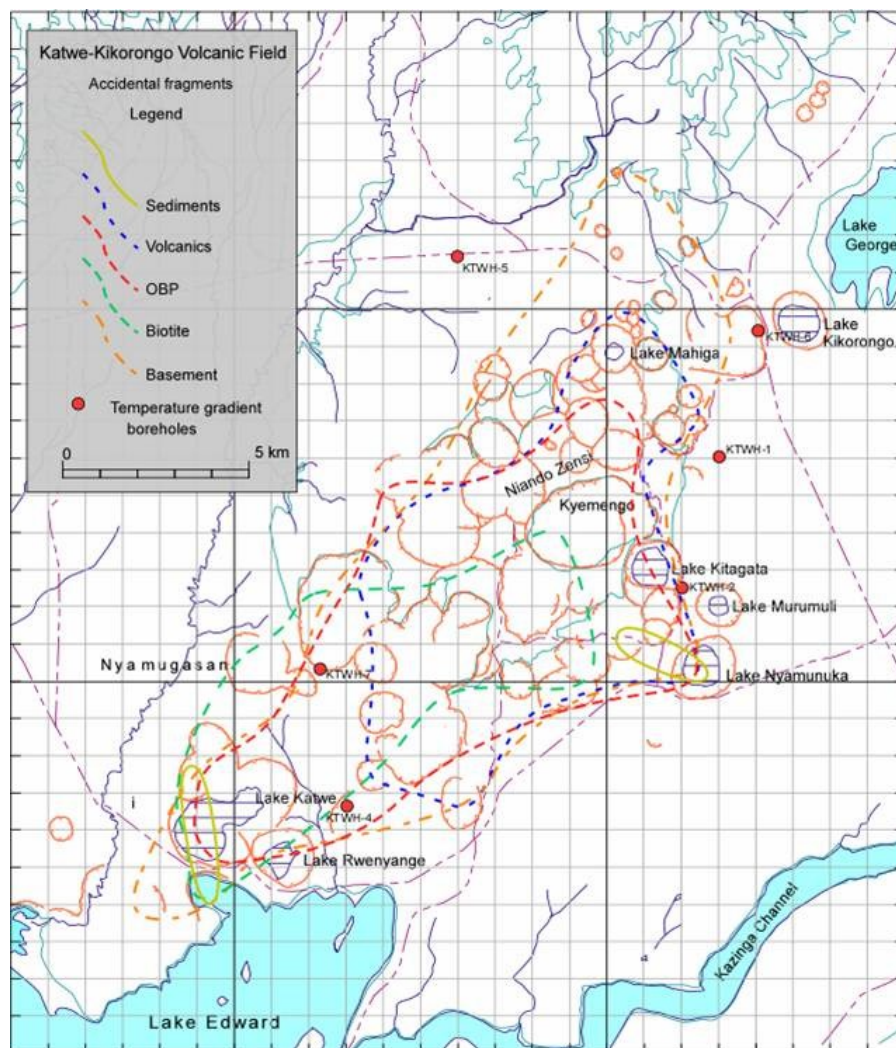 Katwe-Kikorongo Volcanic Field
Accidental fragments
Legend
Sediments
Volcanics
OBP
Biotite
Basement
Temperature gradient
boreholes
0
5 km
Lake
George
KTWH-5
Lake
Kikorongo
KTWH-6
Lake Mahiga
KTWH-1
Niando Zensi
Kyemengo
Lake Kitagata
KTWH-2
Lake Murumuli
Nyamugasan
i
KTWH-7
Lake Nyamunuka
Lake Katwe
KTWH-4
Lake Rwenyange
Kazinga Channel
Lake Edward